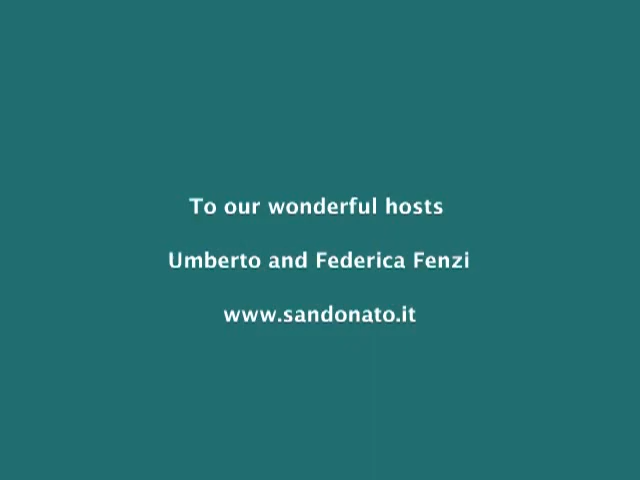 To our wonderful hosts
Umberto and Federica Fenzi
www.sandonato.it